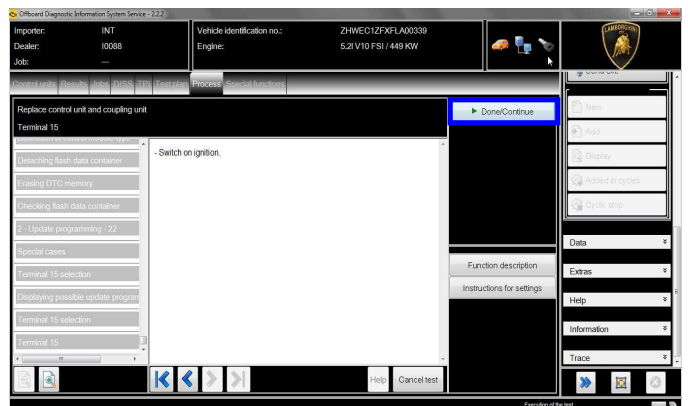 Offboard Diagnostic Information System Service - 2.2.2
Importer: INT
Dealer: I0088
Job: ---
Vehicle identification no.: ZHWEC1ZFXFLA00339
Engine: 5.2l V10 FSI / 449 KW
LAMBORGHINI
Control units Results Jobs DISS TPI Test plan Process Special functions
Replace control unit and coupling unit
Terminal 15
Detaching flash data container
Erasing DTC memory
Checking flash data container
2 - Update programming - 22
Special cases
Terminal 15 selection
Displaying possible update program
Terminal 15 selection
Terminal 15
- Switch on ignition.
Help
Cancel test
Done/Continue
Function description
Instructions for settings
New
Add
Display
Added in cycles
Cycle stop
Data
Extras
Help
Information
Trace
Execution of the test